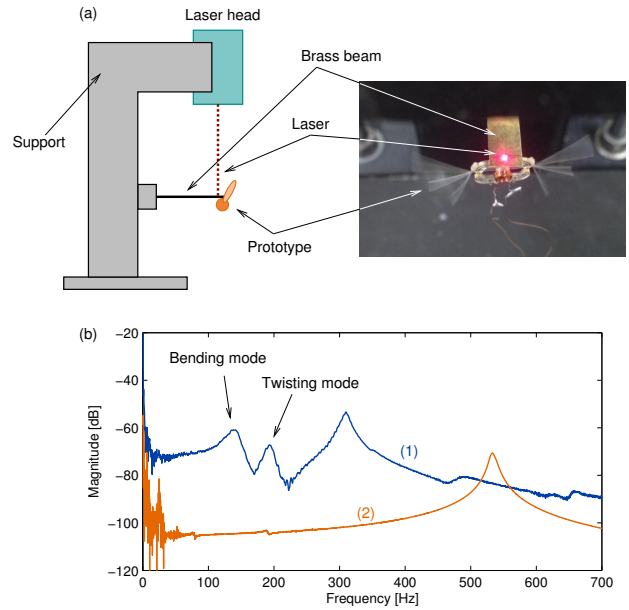 (a)
Laser head
Brass beam
Support
Laser
Prototype
(b)
Bending mode
Twisting mode
(1)
(2)
Magnitude [dB]
-20
-40
-60
-80
-100
-120
0 100 200 300 400 500 600 700
Frequency [Hz]